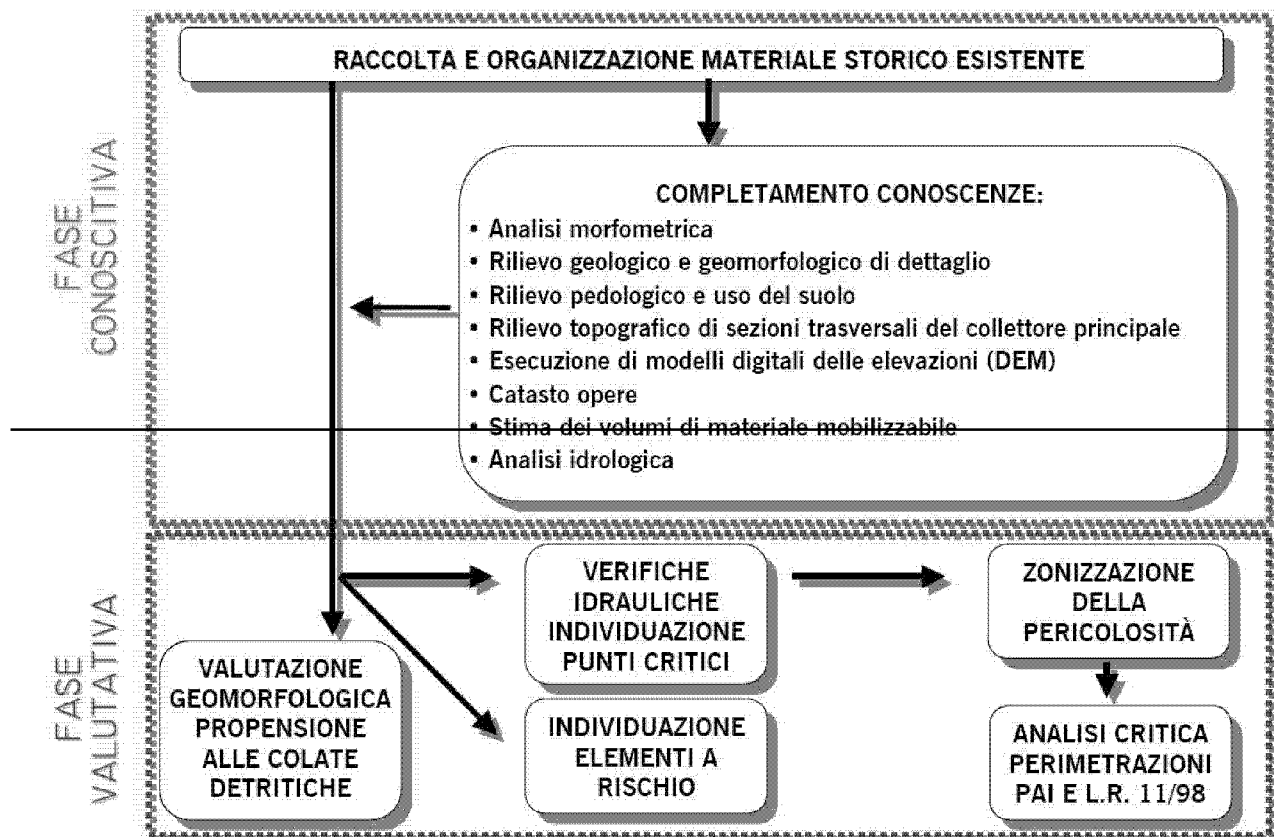 RACCOLTA E ORGANIZZAZIONE MATERIALE STORICO ESISTENTE
FASE
CONOSCITIVA
COMPLETAMENTO CONOSCENZE:
• Analisi morfometrica
• Rilievo geologico e geomorfologico di dettaglio
• Rilievo pedologico e uso del suolo
• Rilievo topografico di sezioni trasversali del collettore principale
• Esecuzione di modelli digitali delle elevazioni (DEM)
• Catasto opere
• Stima dei volumi di materiale mobilizzabile
• Analisi idrologica
FASE
VALUTATIVA
VALUTAZIONE
GEOMORFOLOGICA
PROPENSIONE
ALLE COLATE
DETRITICHE
VERIFICHE
IDRAULICHE
INDIVIDUAZIONE
PUNTI CRITICI
INDIVIDUAZIONE
ELEMENTI A
RISCHIO
ZONIZZAZIONE
DELLA
PERICOLOSITÀ
ANALISI CRITICA
PERIMETRAZIONI
PAI E L.R. 11/98